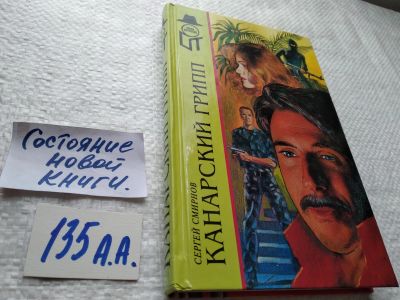 Состояние
новой
книги.
135 А.А.
СЕРГЕЙ СМИРНОВ
КАНАРСКИЙ ГРИПП